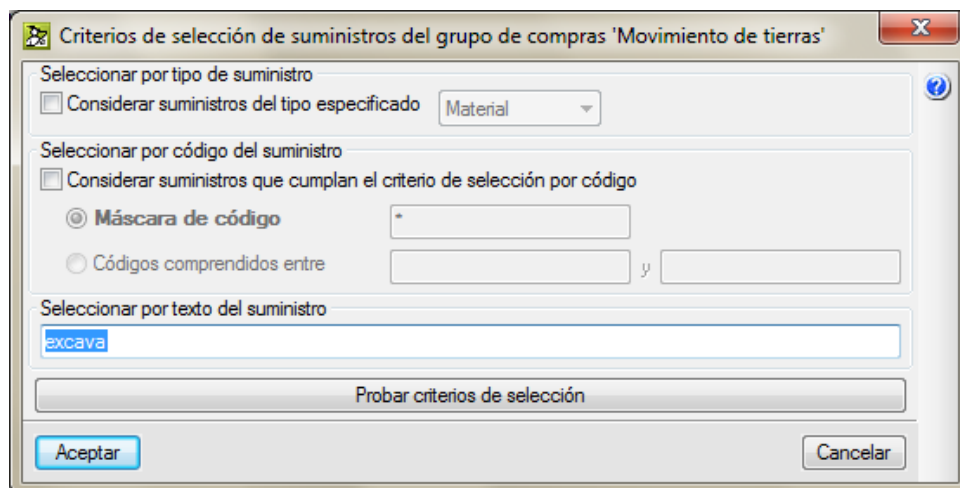 Criterios de selección de suministros del grupo de compras 'Movimiento de tierras'
Seleccionar por tipo de suministro
Considerar suministros del tipo especificado Material
Seleccionar por código del suministro
Considerar suministros que cumplan el criterio de selección por código
Máscara de código *
Códigos comprendidos entre y
Seleccionar por texto del suministro
excava
Probar criterios de selección
Aceptar Cancelar